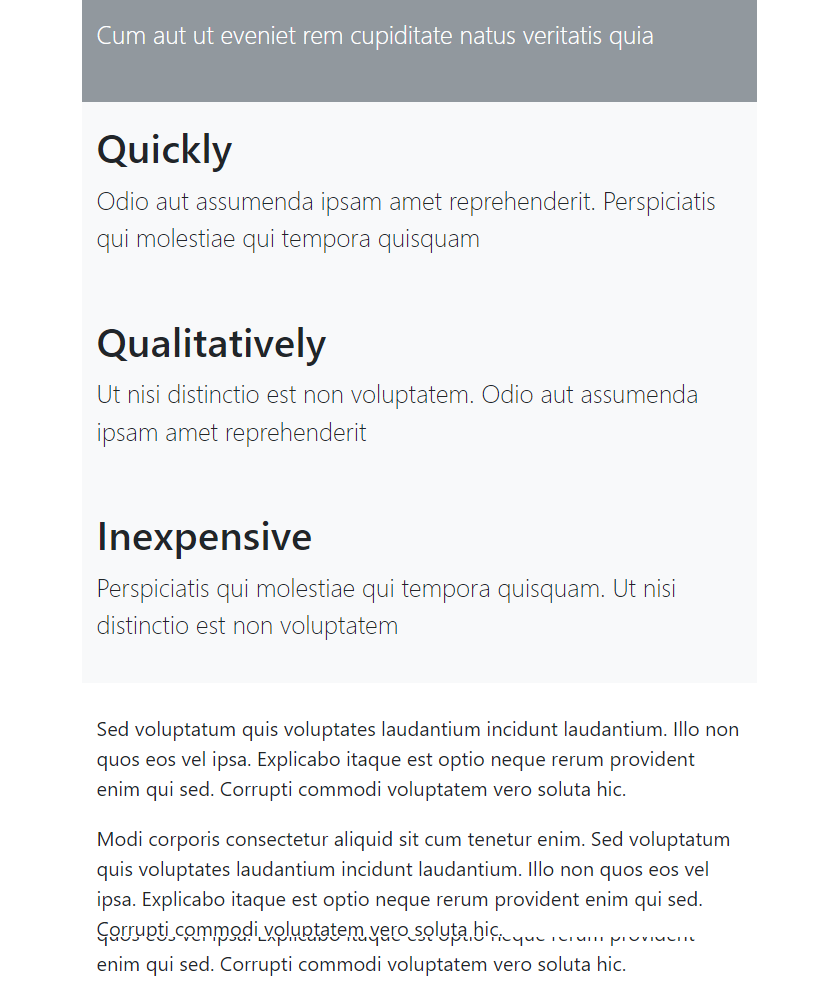 Cum aut ut eveniet rem cupiditate natus veritatis quia
Quickly
Odio aut assumenda ipsam amet reprehenderit. Perspiciatis
qui molestiae qui tempora quisquam
Qualitatively
Ut nisi distinctio est non voluptatem. Odio aut assumenda
ipsam amet reprehenderit
Inexpensive
Perspiciatis qui molestiae qui tempora quisquam. Ut nisi
distinctio est non voluptatem
Sed voluptatum quis voluptates laudantium incidunt laudantium. Illo non
quos eos vel ipsa. Explicabo itaque est optio neque rerum provident
enim qui sed. Corrupti commodi voluptatem vero soluta hic.
Modi corporis consectetur aliquid sit cum tenetur enim. Sed voluptatum
quis voluptates laudantium incidunt laudantium. Illo non quos eos vel
ipsa. Explicabo itaque est optio neque rerum provident enim qui sed.
Corrupti commodi voluptatem vero soluta hic.
enim qui sed. Corrupti commodi voluptatem vero soluta hic.